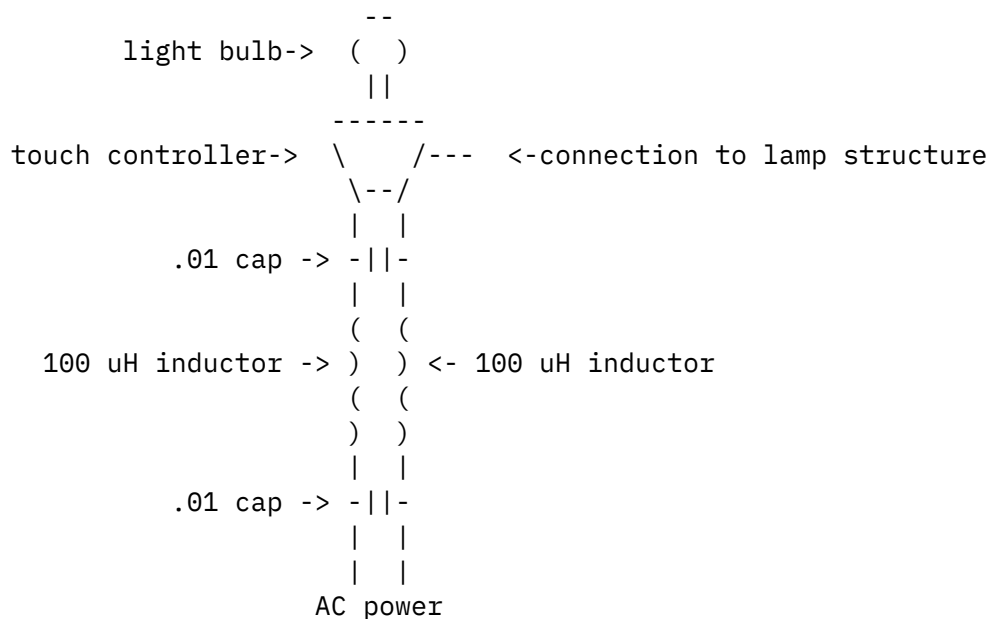 --
       light bulb->   (  )
                        ||
                      ------
touch controller->  \    /---  <-connection to lamp structure
                       \--/
                       |  |
          .01 cap -> -||-
                       |  |
                       (  (
  100 uH inductor -> )  ) <- 100 uH inductor
                       (  (
                       )  )
                       |  |
          .01 cap -> -||-
                       |  |
                       |  |
                    AC power